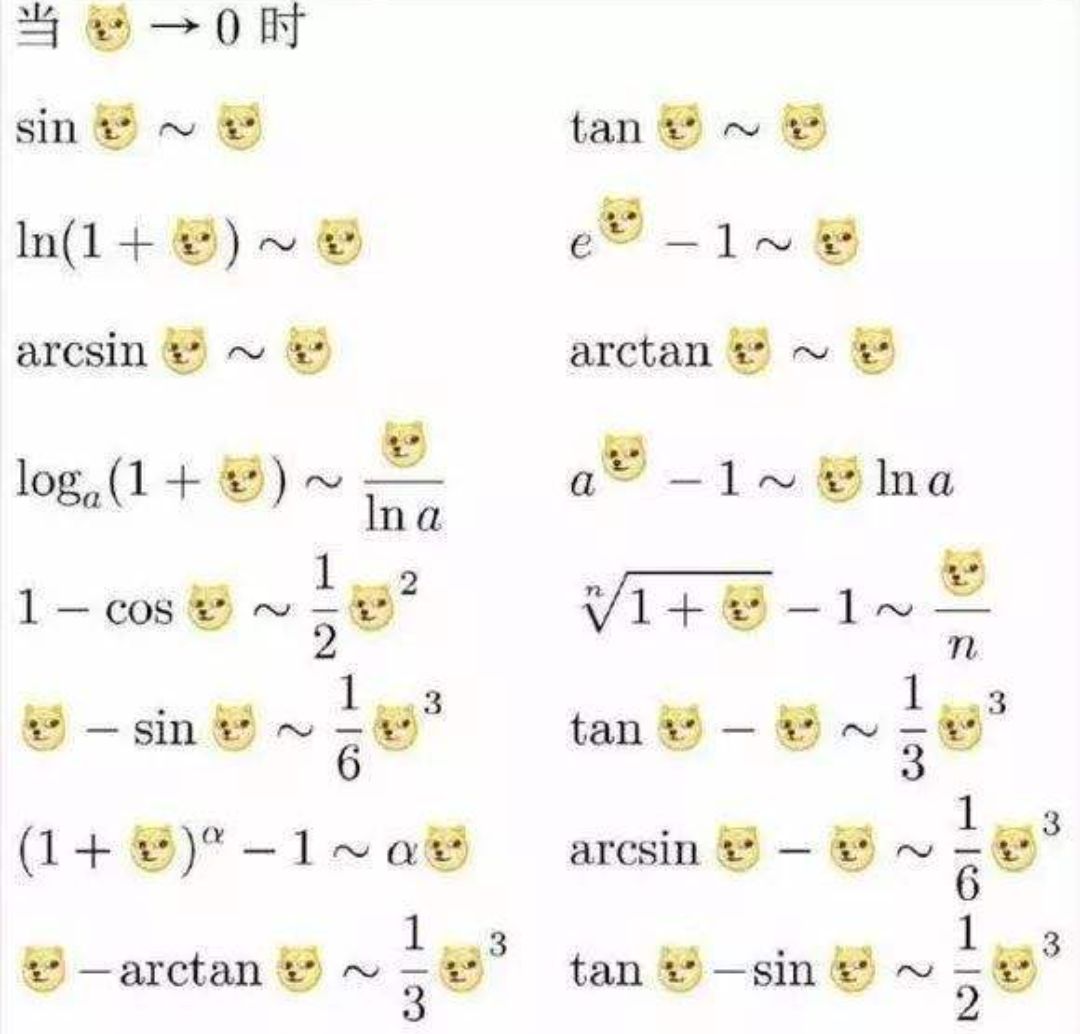 当 🐶 → 0 时
sin 🐶 ~ 🐶 tan 🐶 ~ 🐶
ln(1 + 🐶) ~ 🐶 e^🐶 − 1 ~ 🐶
arcsin 🐶 ~ 🐶 arctan 🐶 ~ 🐶
logₐ(1 + 🐶) ~ 🐶/ln a a^🐶 − 1 ~ 🐶 ln a
1 − cos 🐶 ~ 1/2 🐶² ⁿ√(1 + 🐶) − 1 ~ 🐶/n
🐶 − sin 🐶 ~ 1/6 🐶³ tan 🐶 − 🐶 ~ 1/3 🐶³
(1 + 🐶)^α − 1 ~ α🐶 arcsin 🐶 − 🐶 ~ 1/6 🐶³
🐶 − arctan 🐶 ~ 1/3 🐶³ tan 🐶 − sin 🐶 ~ 1/2 🐶³